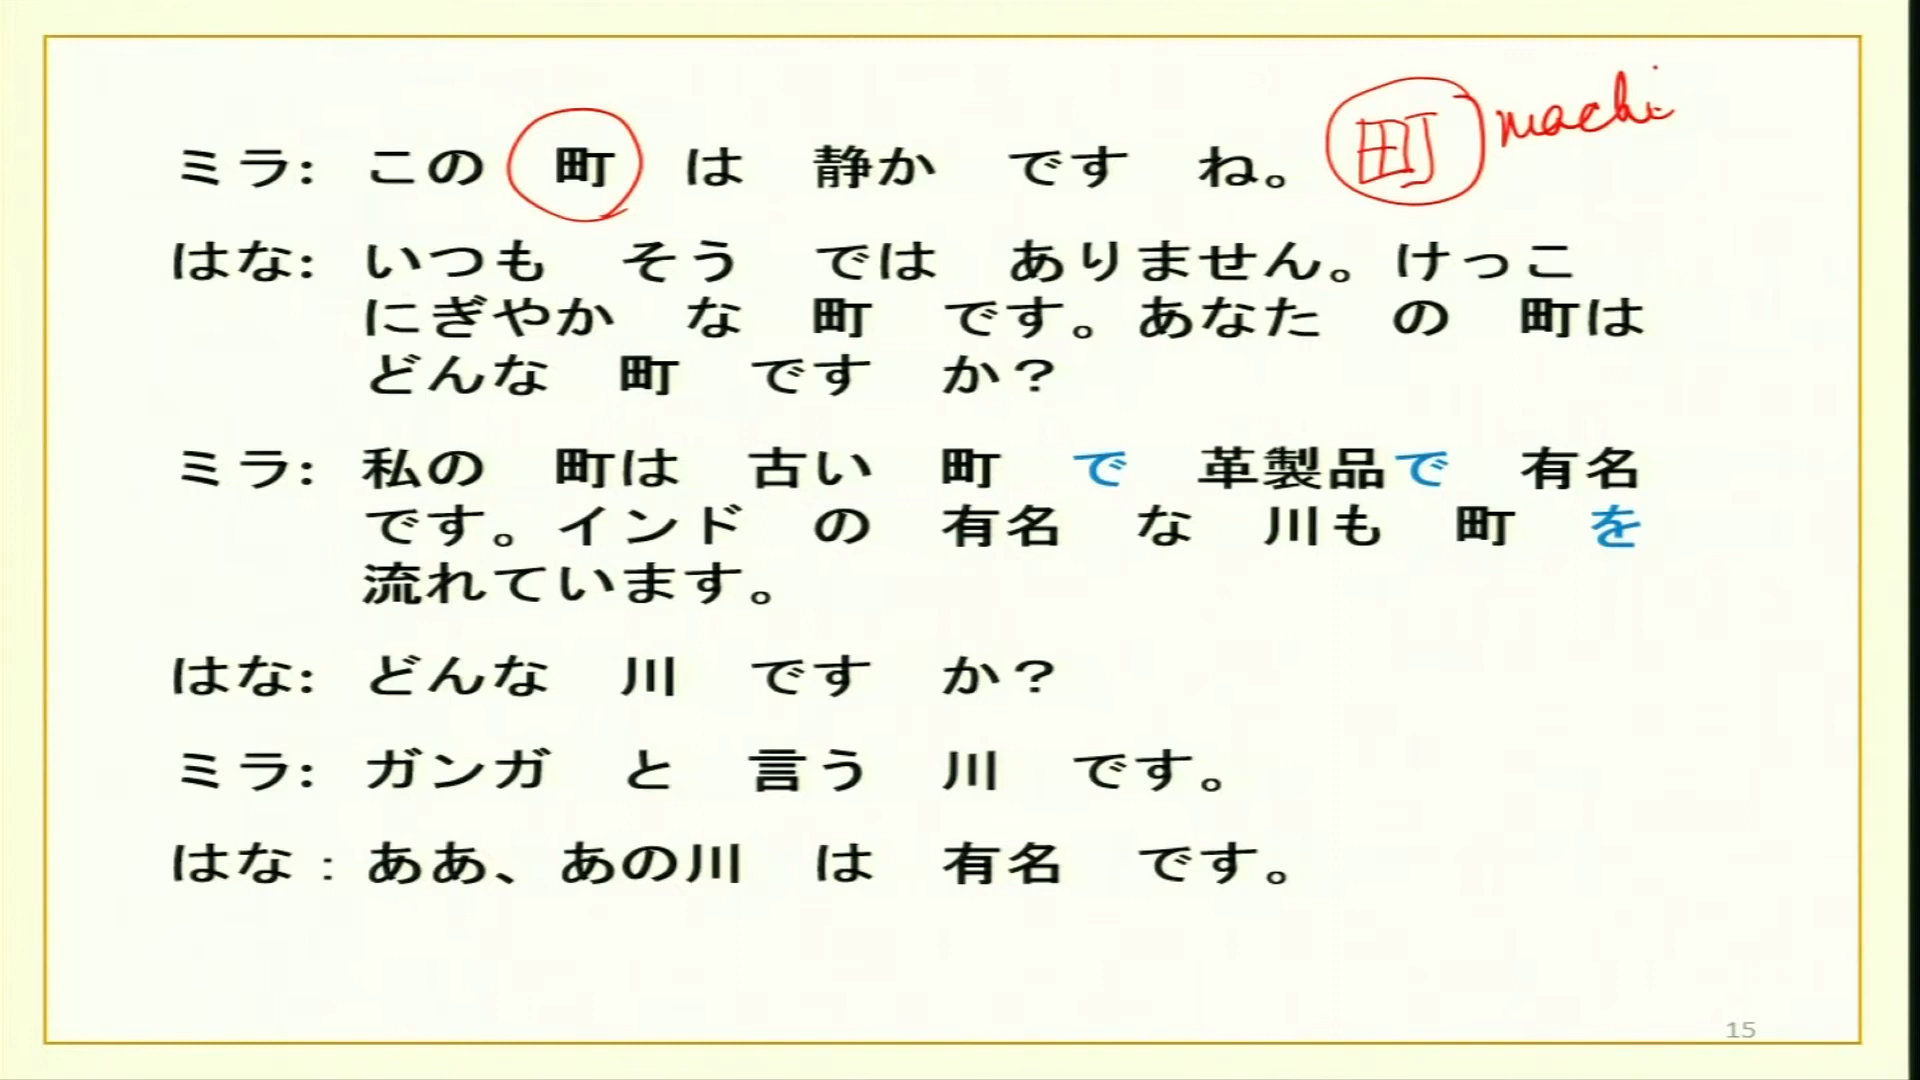 ミラ: この 町 は 静か です ね。 町 machi
はな: いつも そう では ありません。けっこ
にぎやか な 町 です。あなた の 町は
どんな 町 です か？
ミラ: 私の 町は 古い 町 で 革製品で 有名
です。インド の 有名 な 川も 町 を
流れています。
はな: どんな 川 です か？
ミラ: ガンガ と 言う 川 です。
はな：ああ、あの川 は 有名 です。
15